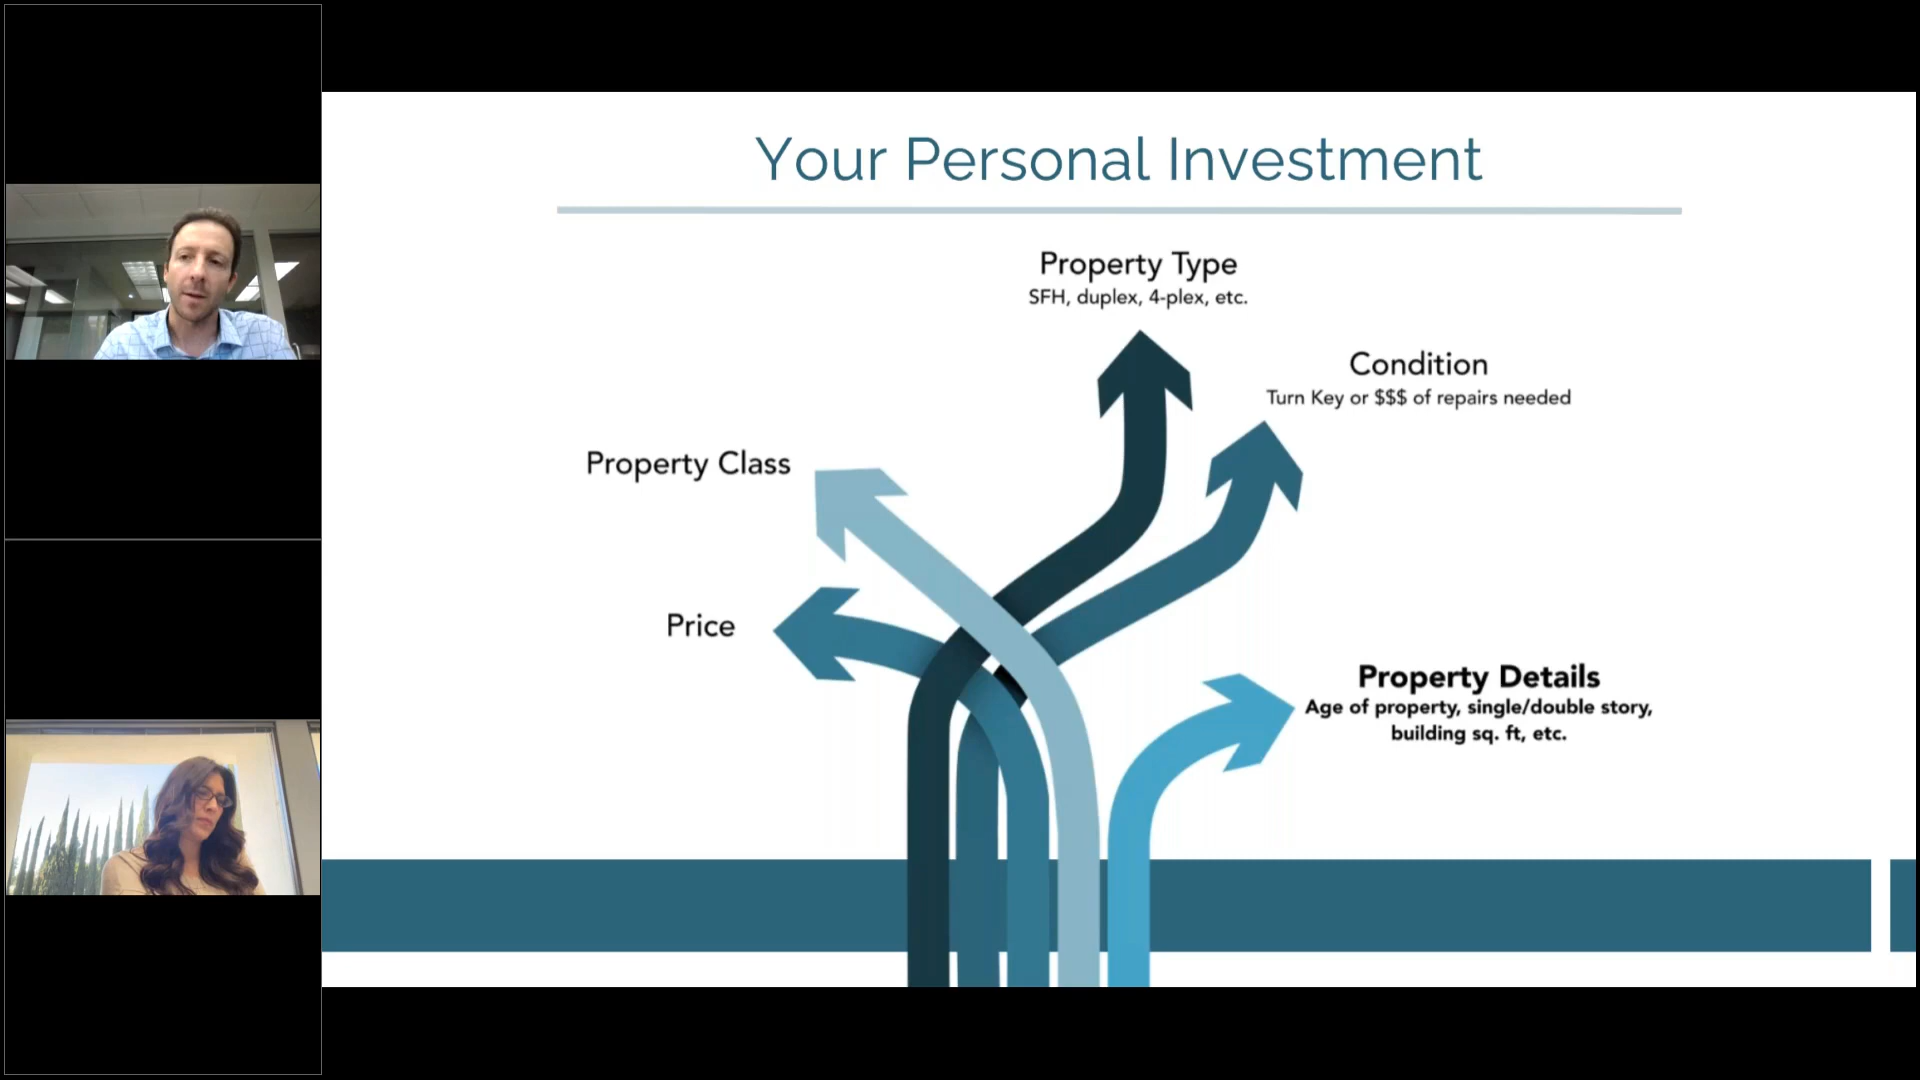 Your Personal Investment
Property Type
SFH, duplex, 4-plex, etc.
Condition
Turn Key or $$$ of repairs needed
Property Class
Price
Property Details
Age of property, single/double story,
building sq. ft, etc.